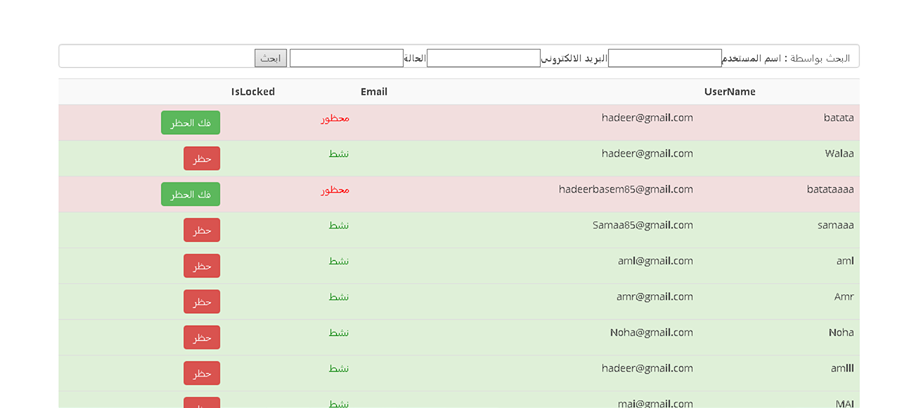 البحث بواسطة : اسم المستخدم البريد الالكتروني الحالة ابحث
UserName Email IsLocked
batata hadeer@gmail.com محظور فك الحظر
Walaa hadeer@gmail.com نشط حظر
batataaaa hadeerbasem85@gmail.com محظور فك الحظر
samaaa Samaa85@gmail.com نشط حظر
aml aml@gmail.com نشط حظر
Amr amr@gmail.com نشط حظر
Noha Noha@gmail.com نشط حظر
amlll hadeer@gmail.com نشط حظر
MAI mai@gmail.com نشط حظر